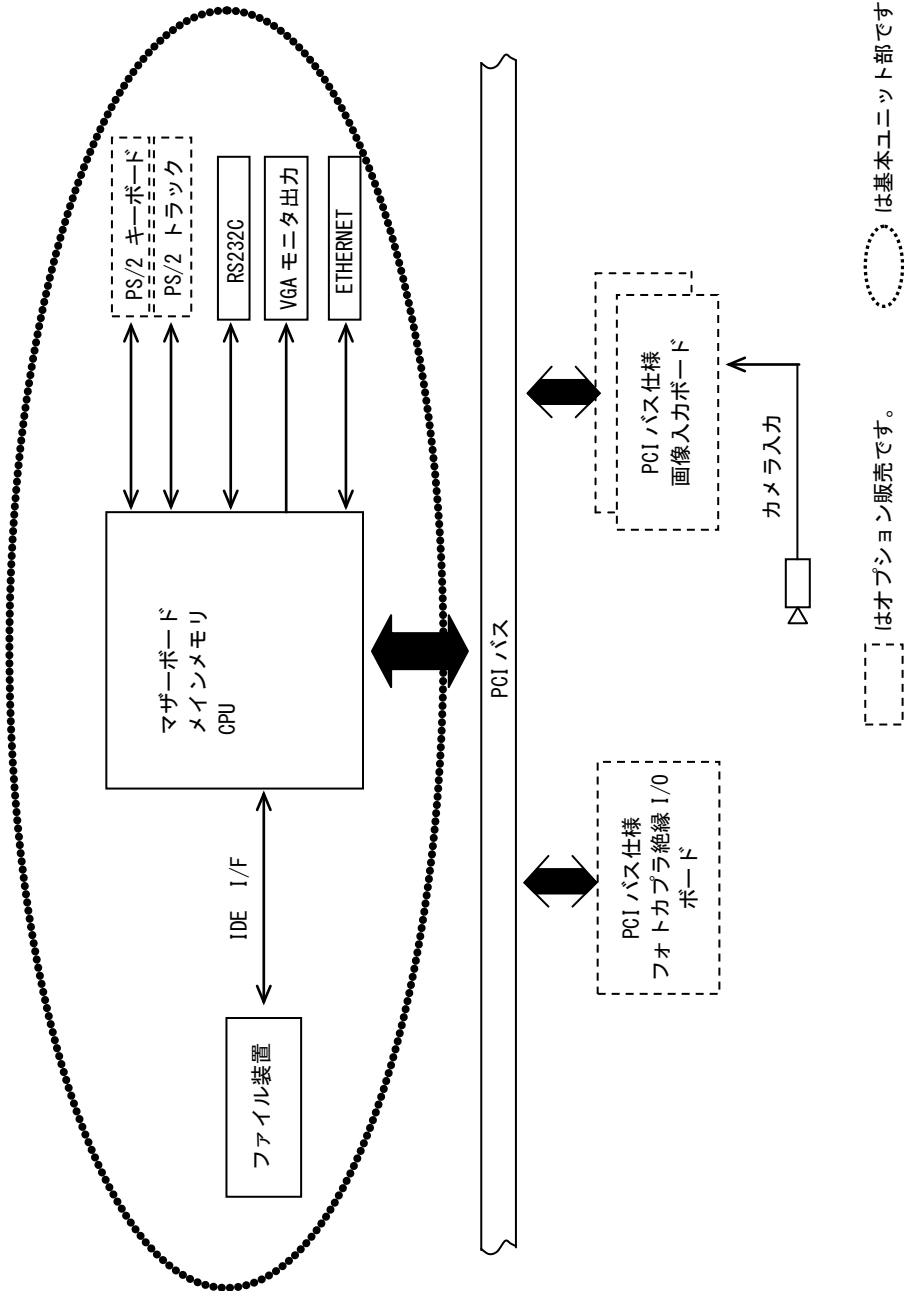 PS/2 キーボード
PS/2 トラック
RS232C
VGA モニタ出力
ETHERNET
マザーボード
メインメモリ
CPU
IDE I/F
ファイル装置
PCI バス
PCI バス仕様
フォトカプラ絶縁 I/O
ボード
PCI バス仕様
画像入力ボード
カメラ入力
はオプション販売です。
は基本ユニット部です